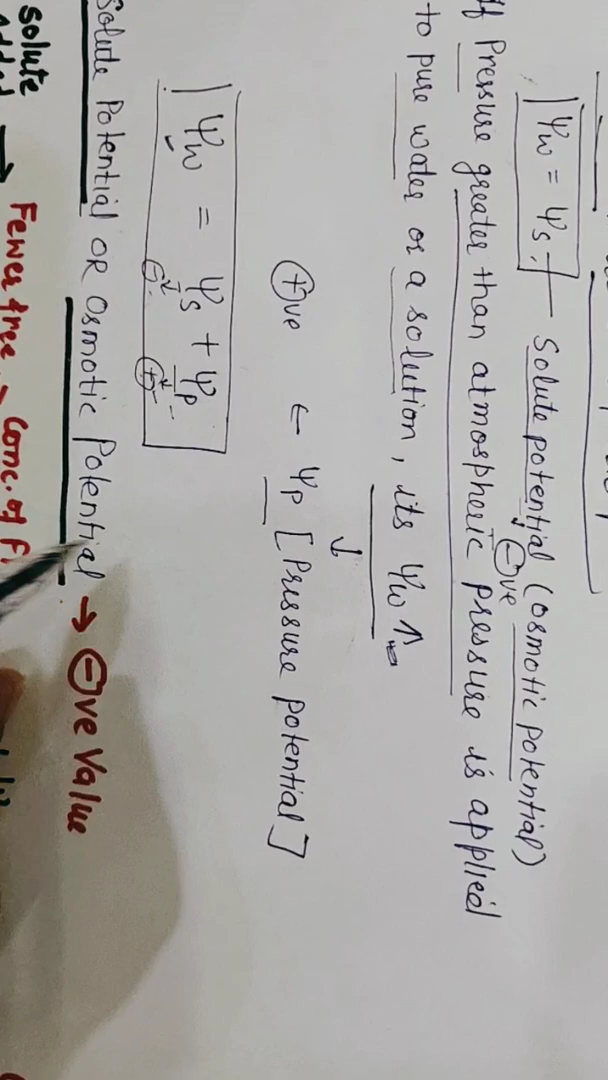 Ψw = Ψs Solute potential (osmotic potential)
⊖ve
If Pressure greater than atmospheric pressure is applied
to pure water or a solution, its Ψw ↑
⊕ve ← Ψp [Pressure potential]
Ψw = Ψs + Ψp
⊖ ⊕
Solute Potential OR Osmotic Potential → ⊖ve Value
solute → Fewer free → Conc. of